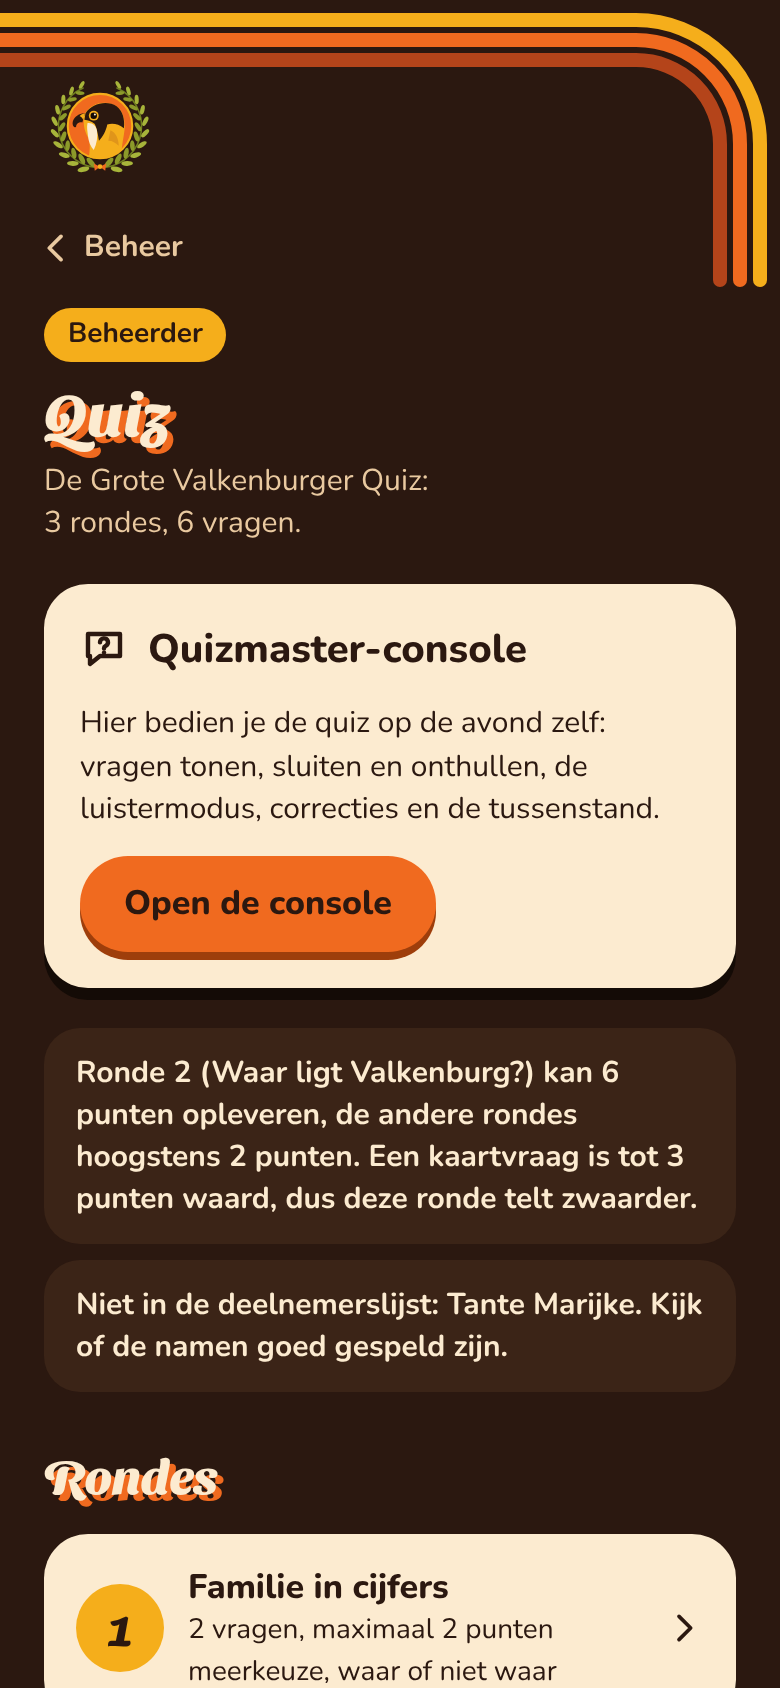 Beheer
Beheerder
Quiz
De Grote Valkenburger Quiz:
3 rondes, 6 vragen.
Quizmaster-console
Hier bedien je de quiz op de avond zelf:
vragen tonen, sluiten en onthullen, de
luistermodus, correcties en de tussenstand.
Open de console
Ronde 2 (Waar ligt Valkenburg?) kan 6
punten opleveren, de andere rondes
hoogstens 2 punten. Een kaartvraag is tot 3
punten waard, dus deze ronde telt zwaarder.
Niet in de deelnemerslijst: Tante Marijke. Kijk
of de namen goed gespeld zijn.
Rondes
1
Familie in cijfers
2 vragen, maximaal 2 punten
meerkeuze, waar of niet waar